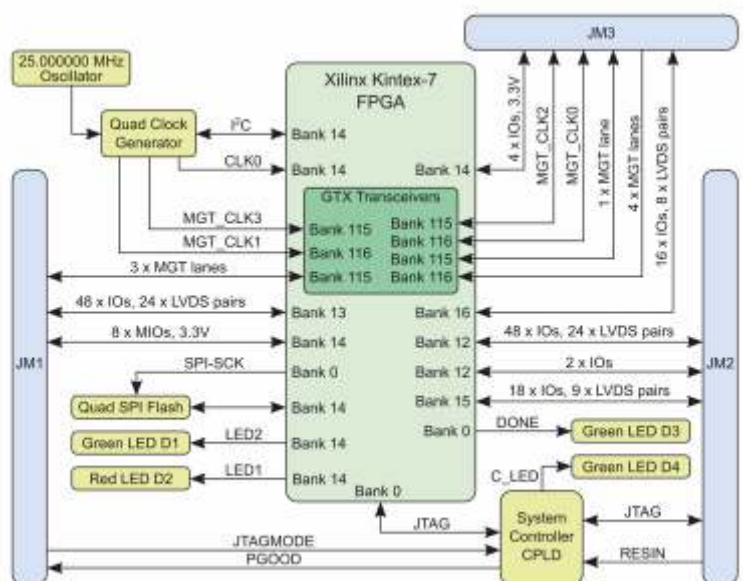 JM3
25.000000 MHz
Oscillator
Xilinx Kintex-7
FPGA
Quad Clock
Generator
I²C
Bank 14
CLK0
Bank 14
Bank 14
4 x IOs, 3.3V
MGT_CLK2
MGT_CLK0
1 x MGT lane
4 x MGT lanes
16 x IOs, 8 x LVDS pairs
GTX Transceivers
MGT_CLK3
Bank 115
Bank 115
MGT_CLK1
Bank 116
Bank 116
Bank 115
3 x MGT lanes
Bank 115
Bank 116
48 x IOs, 24 x LVDS pairs
Bank 13
Bank 16
8 x MIOs, 3.3V
Bank 14
Bank 12
48 x IOs, 24 x LVDS pairs
JM1
JM2
SPI-SCK
Bank 0
Bank 12
2 x IOs
Quad SPI Flash
Bank 14
Bank 15
18 x IOs, 9 x LVDS pairs
Green LED D1
LED2
Bank 14
Bank 0
DONE
Green LED D3
Red LED D2
LED1
Bank 14
C_LED
Green LED D4
Bank 0
JTAG
System
Controller
CPLD
JTAG
JTAGMODE
PGOOD
RESIN